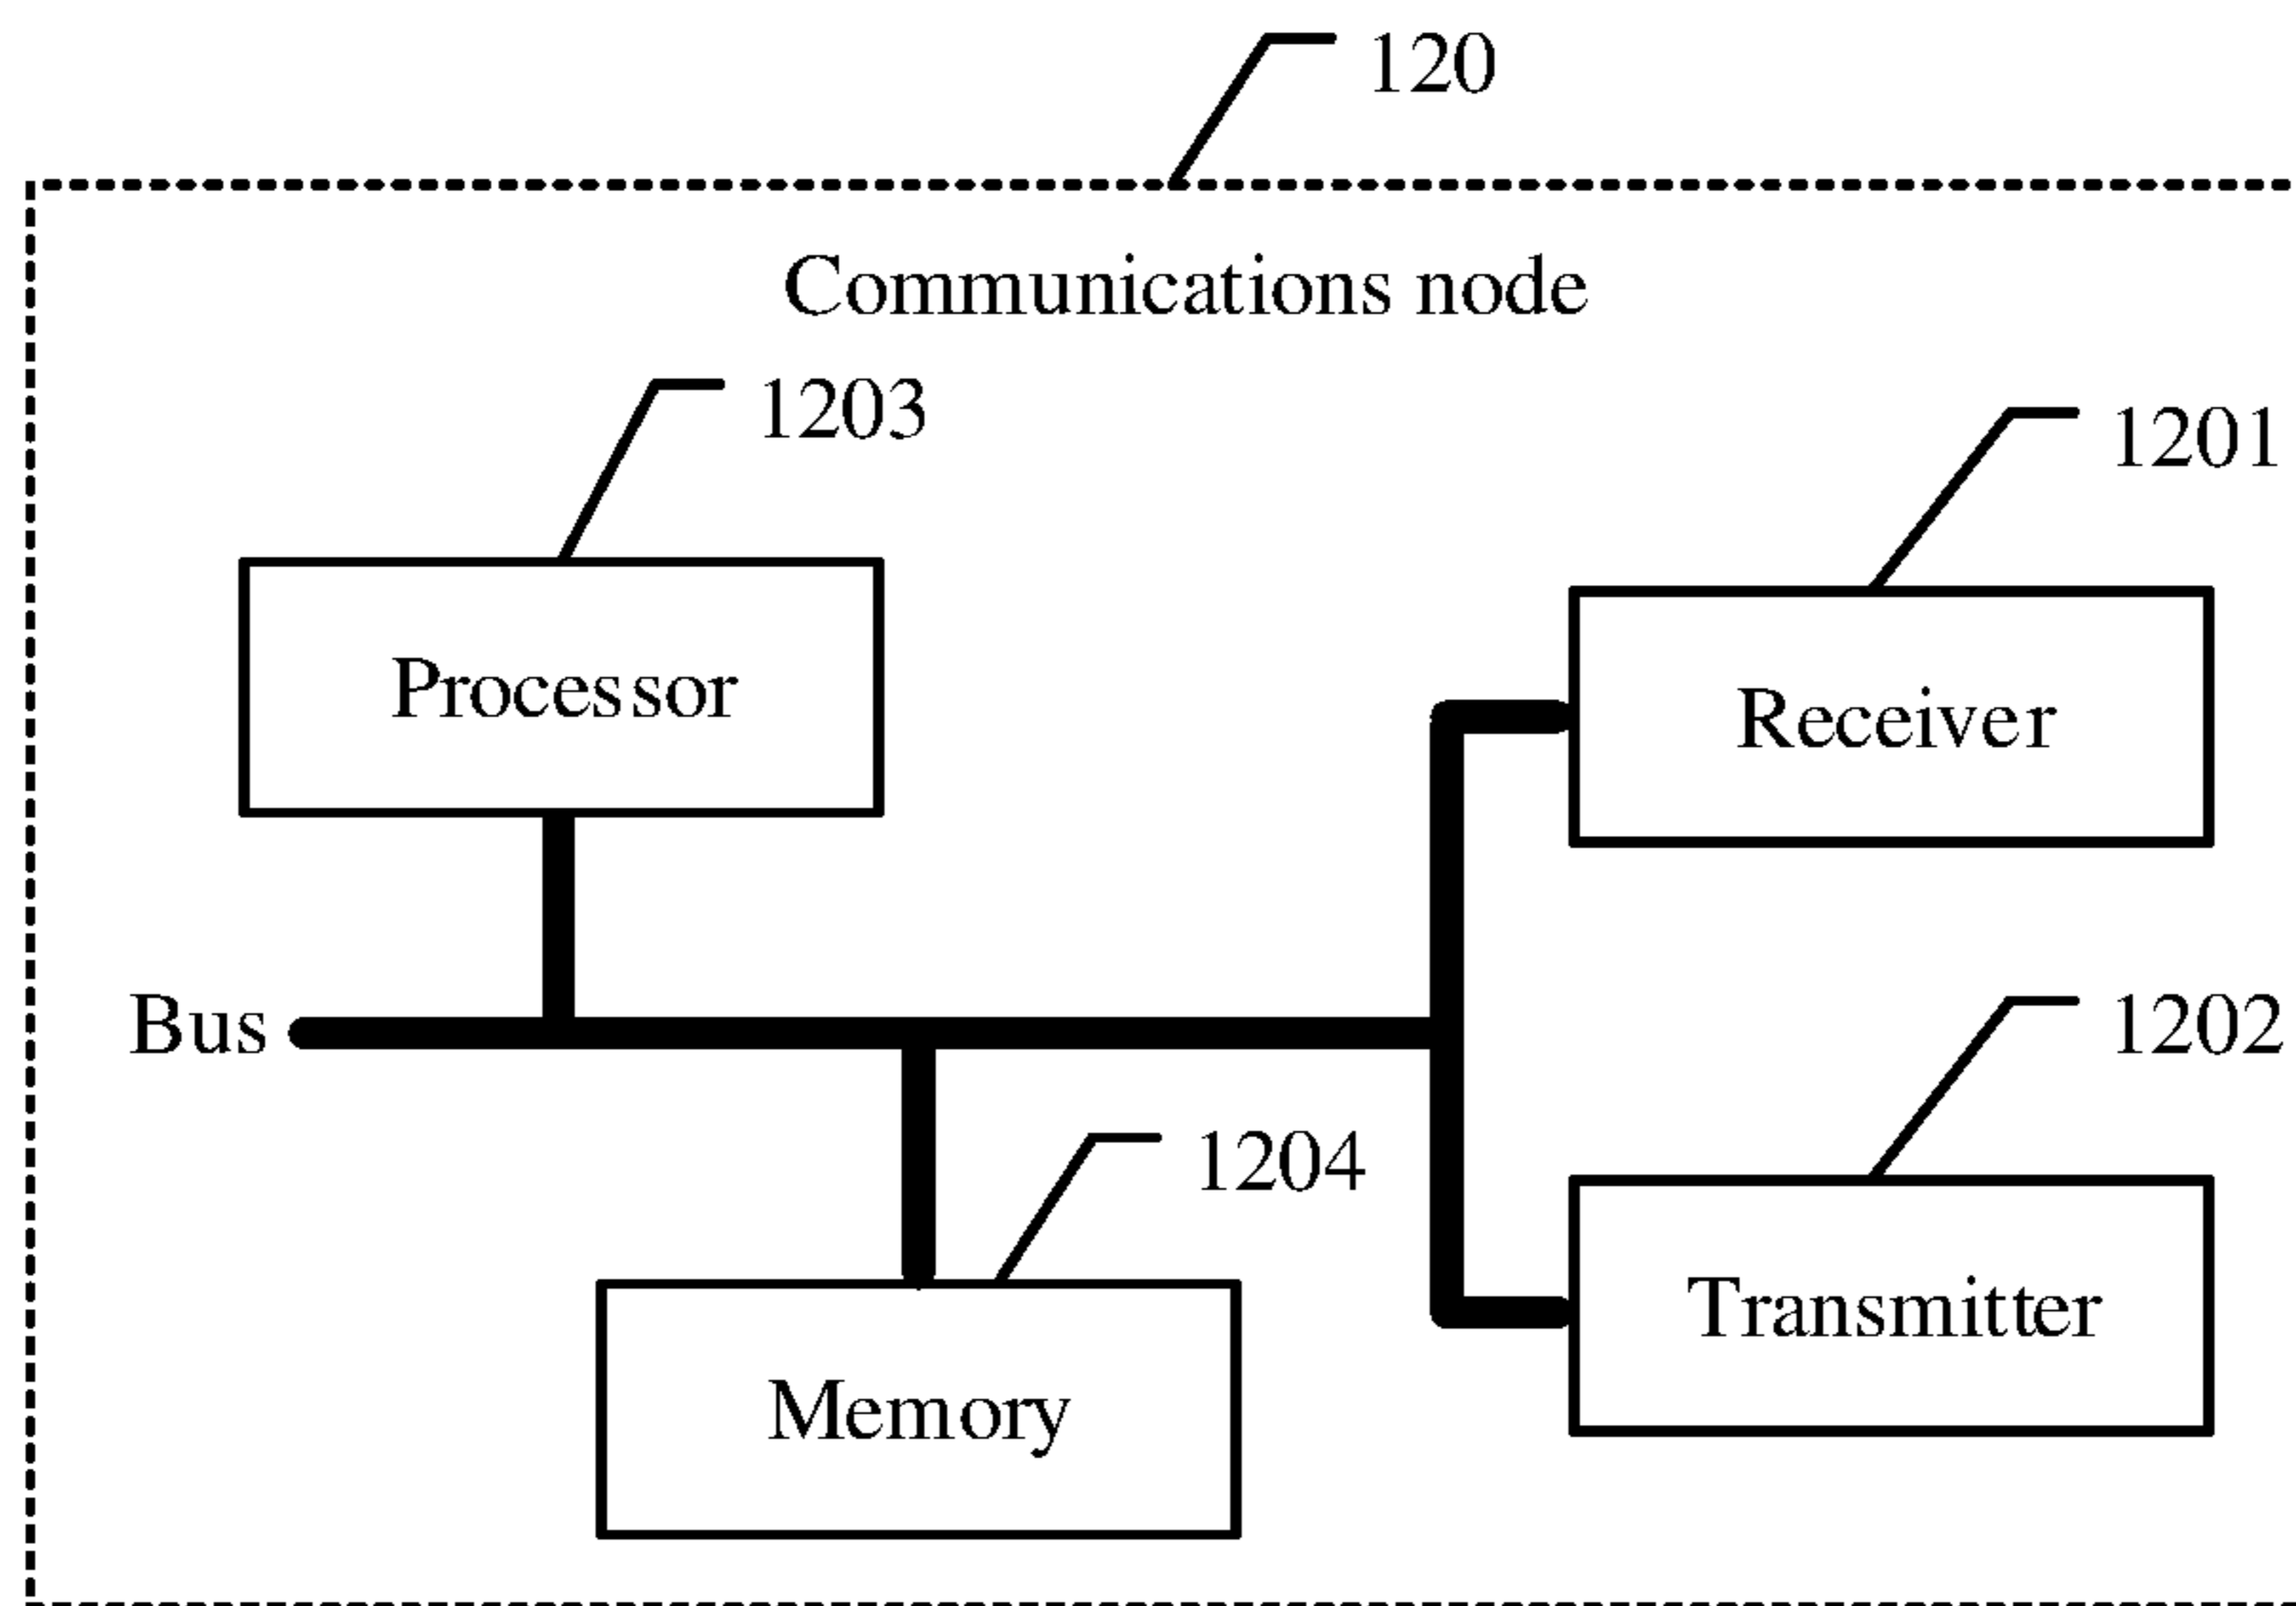 120
Communications node
1203
1201
Processor
Receiver
Bus
1202
1204
Transmitter
Memory